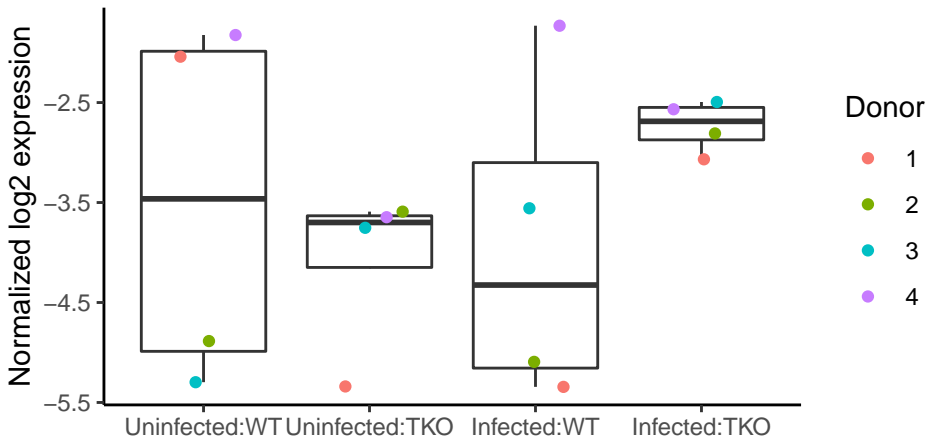 Normalized log2 expression
−2.5
−3.5
−4.5
−5.5
Uninfected:WT
Uninfected:TKO
Infected:WT
Infected:TKO
Donor
1
2
3
4